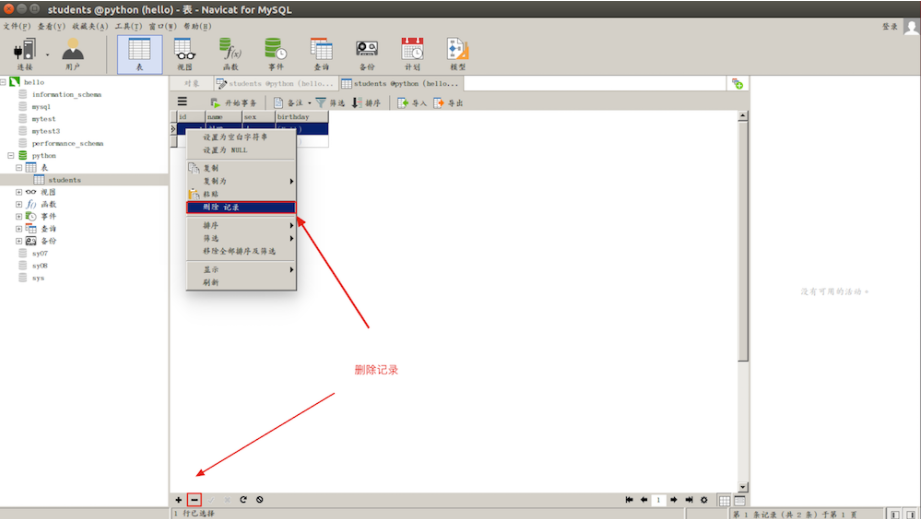 students @python (hello) - 表 - Navicat for MySQL
文件(F) 查看(V) 收藏夹(A) 工具(T) 窗口(W) 帮助(H)
登录
连接 用户 表 视图 函数 事件 查询 备份 计划 模型
hello
information_schema
mysql
mytest
mytest3
performance_schema
python
表
students
视图
函数
事件
查询
备份
sy07
sy08
sys
对象 students @python (hello... students @python (hello...
开始事务 备注 筛选 排序 导入 导出
id name sex birthday
设置为空白字符串
设置为 NULL
复制
复制为
粘贴
删除 记录
排序
筛选
移除全部排序及筛选
显示
刷新
删除记录
没有可用的活动。
1
1 行已选择
第 1 条记录 (共 2 条) 于第 1 页